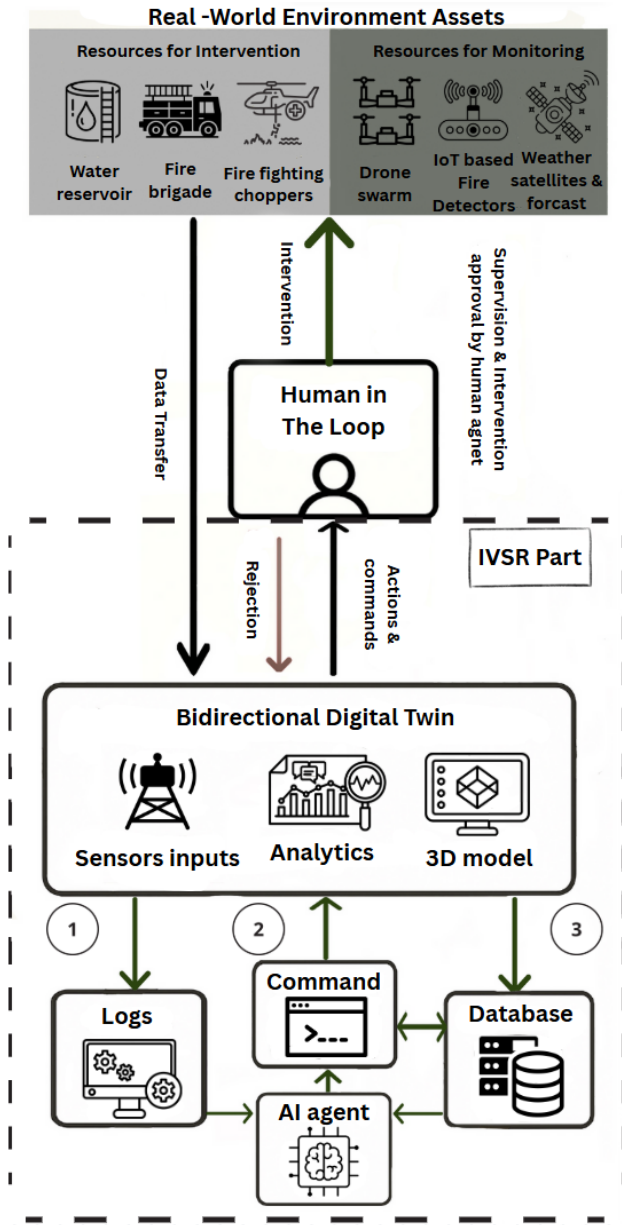 Real -World Environment Assets
Resources for Intervention
Resources for Monitoring
Water
reservoir
Fire
brigade
Fire fighting
choppers
Drone
swarm
IoT based
Fire
Detectors
Weather
satellites &
forcast
Intervention
Supervision & Intervention
approval by human agnet
Data Transfer
Human in
The Loop
IVSR Part
Rejection
Actions &
commands
Bidirectional Digital Twin
Sensors inputs
Analytics
3D model
1
2
3
Logs
Command
>_ _ _
Database
AI agent